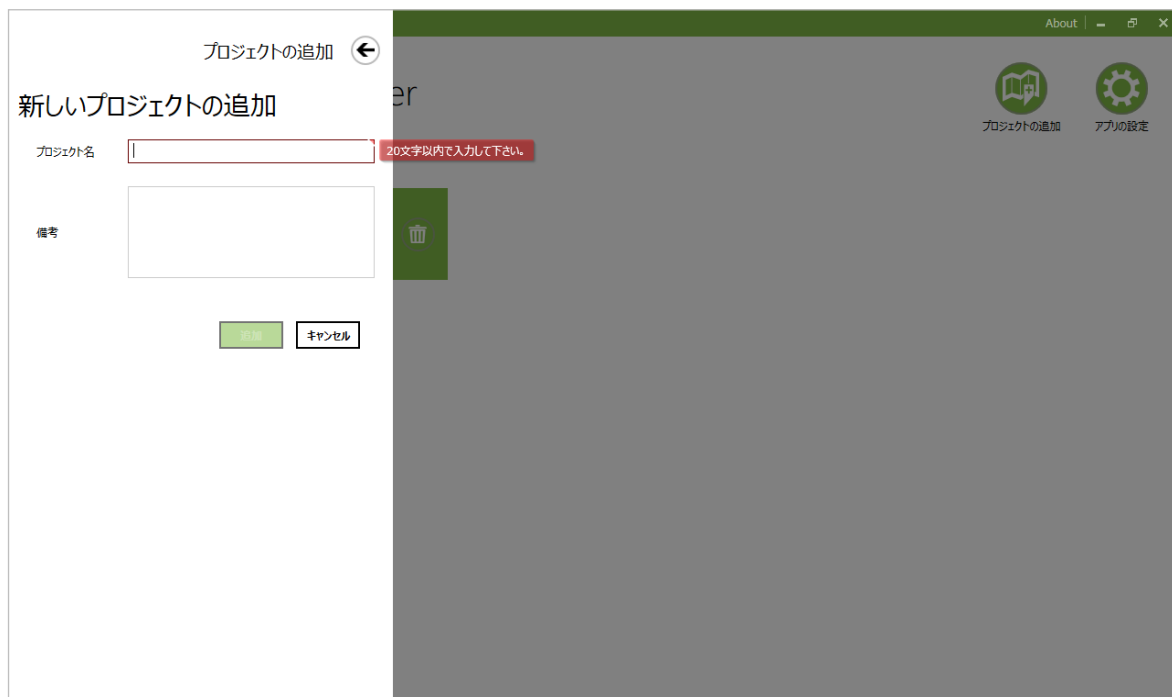 About
プロジェクトの追加
新しいプロジェクトの追加
er
プロジェクトの追加
アプリの設定
プロジェクト名
20文字以内で入力して下さい。
備考
追加
キャンセル